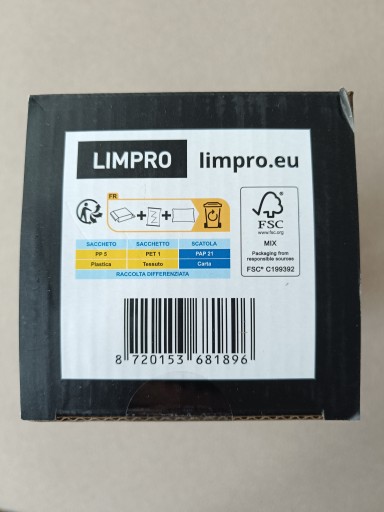 LIMPRO limpro.eu
FR
FSC
www.fsc.org
MIX
Packaging from
responsible sources
FSC® C199392
SACCHETO SACCHETTO SCATOLA
PP 5 PET 1 PAP 21
Plastica Tessuto Carta
RACCOLTA DIFFERENZIATA
8 720153 681896